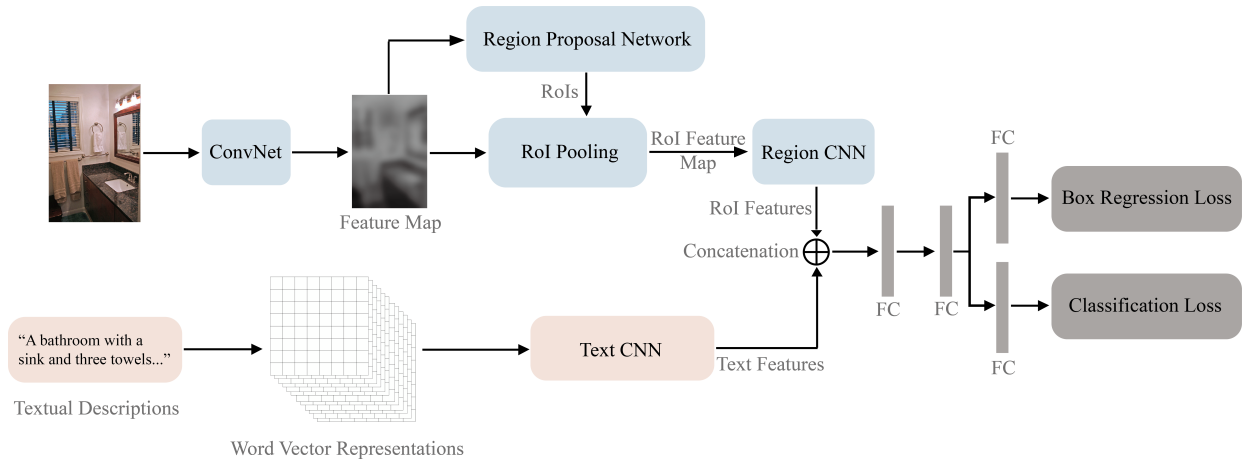 Region Proposal Network
RoIs
ConvNet
Feature Map
RoI Pooling
RoI Feature
Map
Region CNN
RoI Features
Concatenation
FC
FC
FC
Box Regression Loss
FC
Classification Loss
“A bathroom with a
sink and three towels...”
Textual Descriptions
Word Vector Representations
Text CNN
Text Features